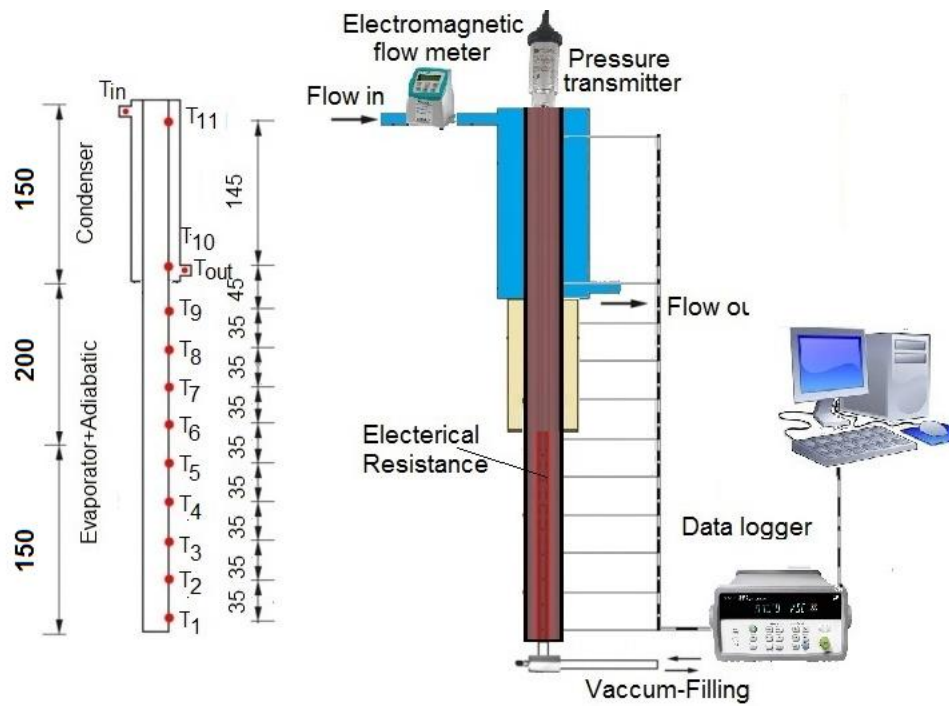 Tin
T11
Condenser
150
145
T10
Tout
45
T9
35
T8
35
T7
200
35
T6
Evaporator+Adiabatic
35
T5
35
T4
35
150
T3
35
T2
35
T1
Electromagnetic
flow meter
Pressure
transmitter
Flow in
Flow ou
Electerical
Resistance
Data logger
Vaccum-Filling